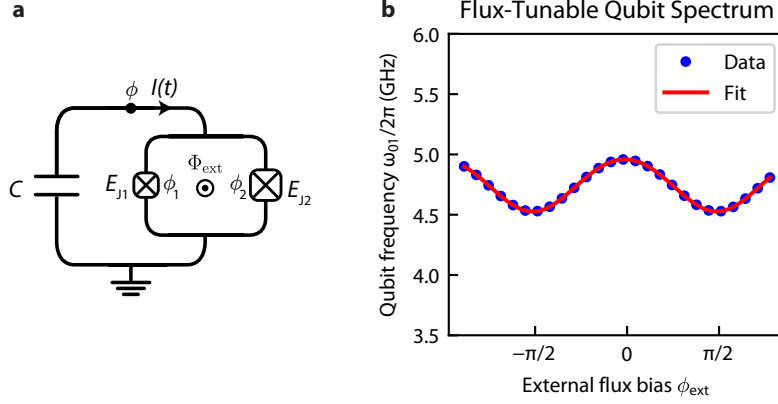 a
ϕ I(t)
C
E_J1 ϕ_1 Φ_ext ϕ_2 E_J2
b
Flux-Tunable Qubit Spectrum
Qubit frequency ω_01/2π (GHz)
6.0
5.5
5.0
4.5
4.0
3.5
Data
Fit
−π/2 0 π/2
External flux bias ϕ_ext